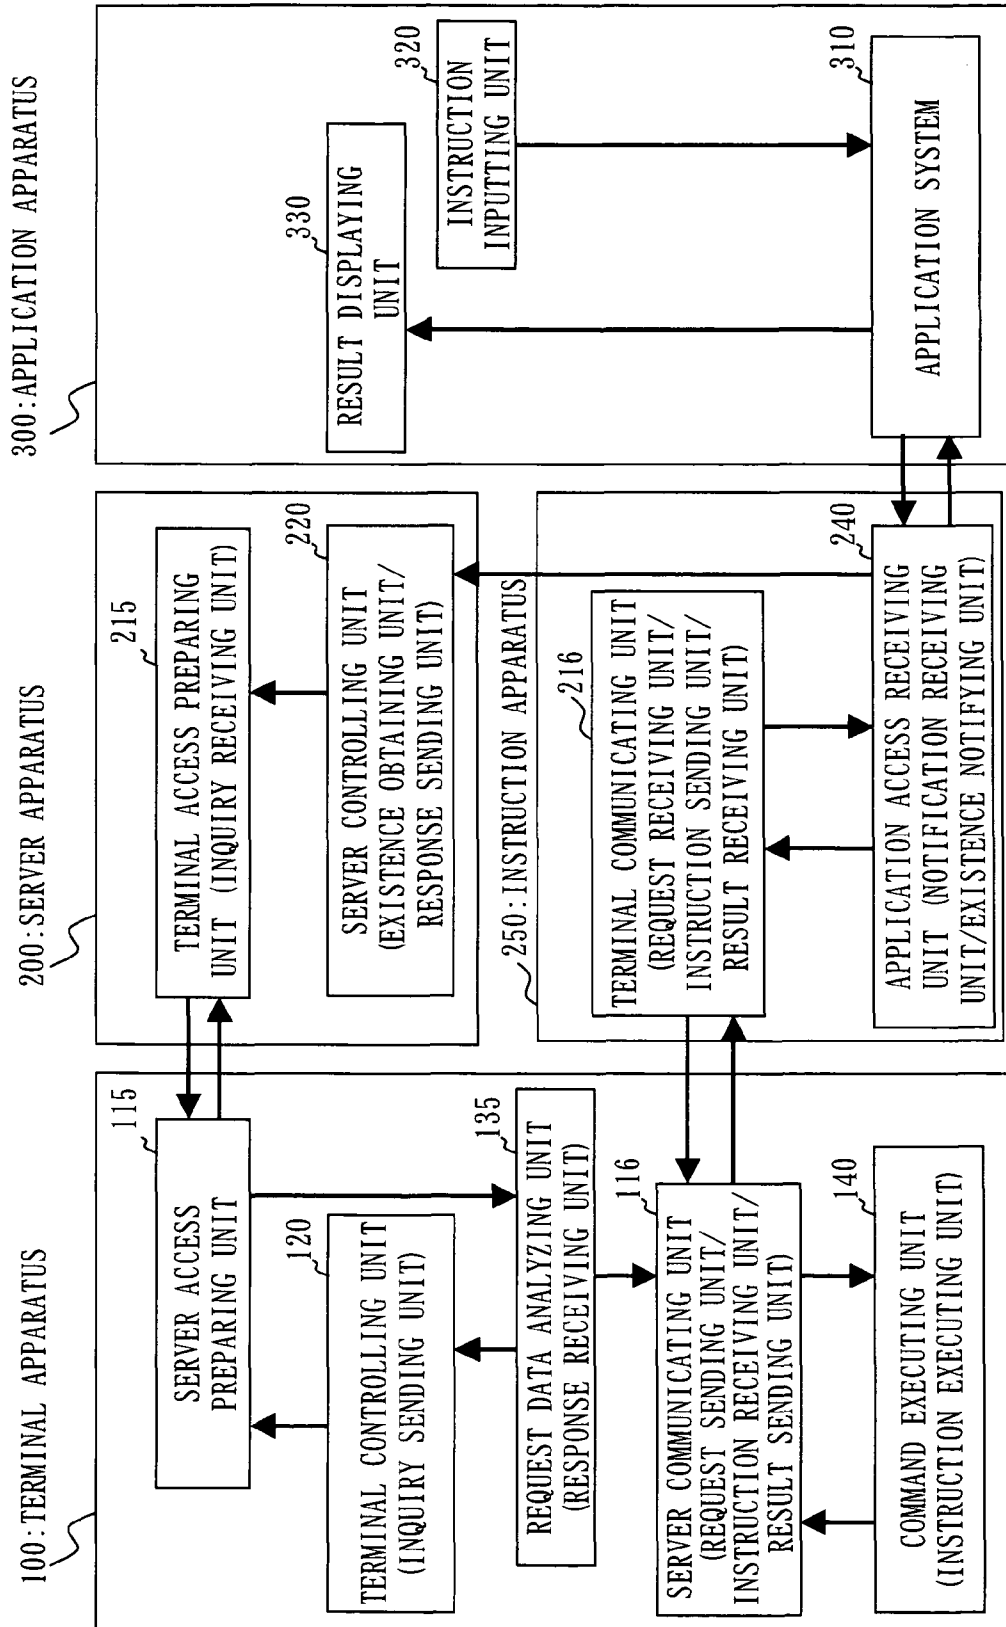 100:TERMINAL APPARATUS
115
SERVER ACCESS
PREPARING UNIT
120
TERMINAL CONTROLLING UNIT
(INQUIRY SENDING UNIT)
135
REQUEST DATA ANALYZING UNIT
(RESPONSE RECEIVING UNIT)
116
SERVER COMMUNICATING UNIT
(REQUEST SENDING UNIT/
INSTRUCTION RECEIVING UNIT/
RESULT SENDING UNIT)
140
COMMAND EXECUTING UNIT
(INSTRUCTION EXECUTING UNIT)
200:SERVER APPARATUS
215
TERMINAL ACCESS PREPARING
UNIT (INQUIRY RECEIVING UNIT)
220
SERVER CONTROLLING UNIT
(EXISTENCE OBTAINING UNIT/
RESPONSE SENDING UNIT)
250:INSTRUCTION APPARATUS
216
TERMINAL COMMUNICATING UNIT
(REQUEST RECEIVING UNIT/
INSTRUCTION SENDING UNIT/
RESULT RECEIVING UNIT)
240
APPLICATION ACCESS RECEIVING
UNIT (NOTIFICATION RECEIVING
UNIT/EXISTENCE NOTIFYING UNIT)
300:APPLICATION APPARATUS
330
RESULT DISPLAYING
UNIT
320
INSTRUCTION
INPUTTING UNIT
310
APPLICATION SYSTEM